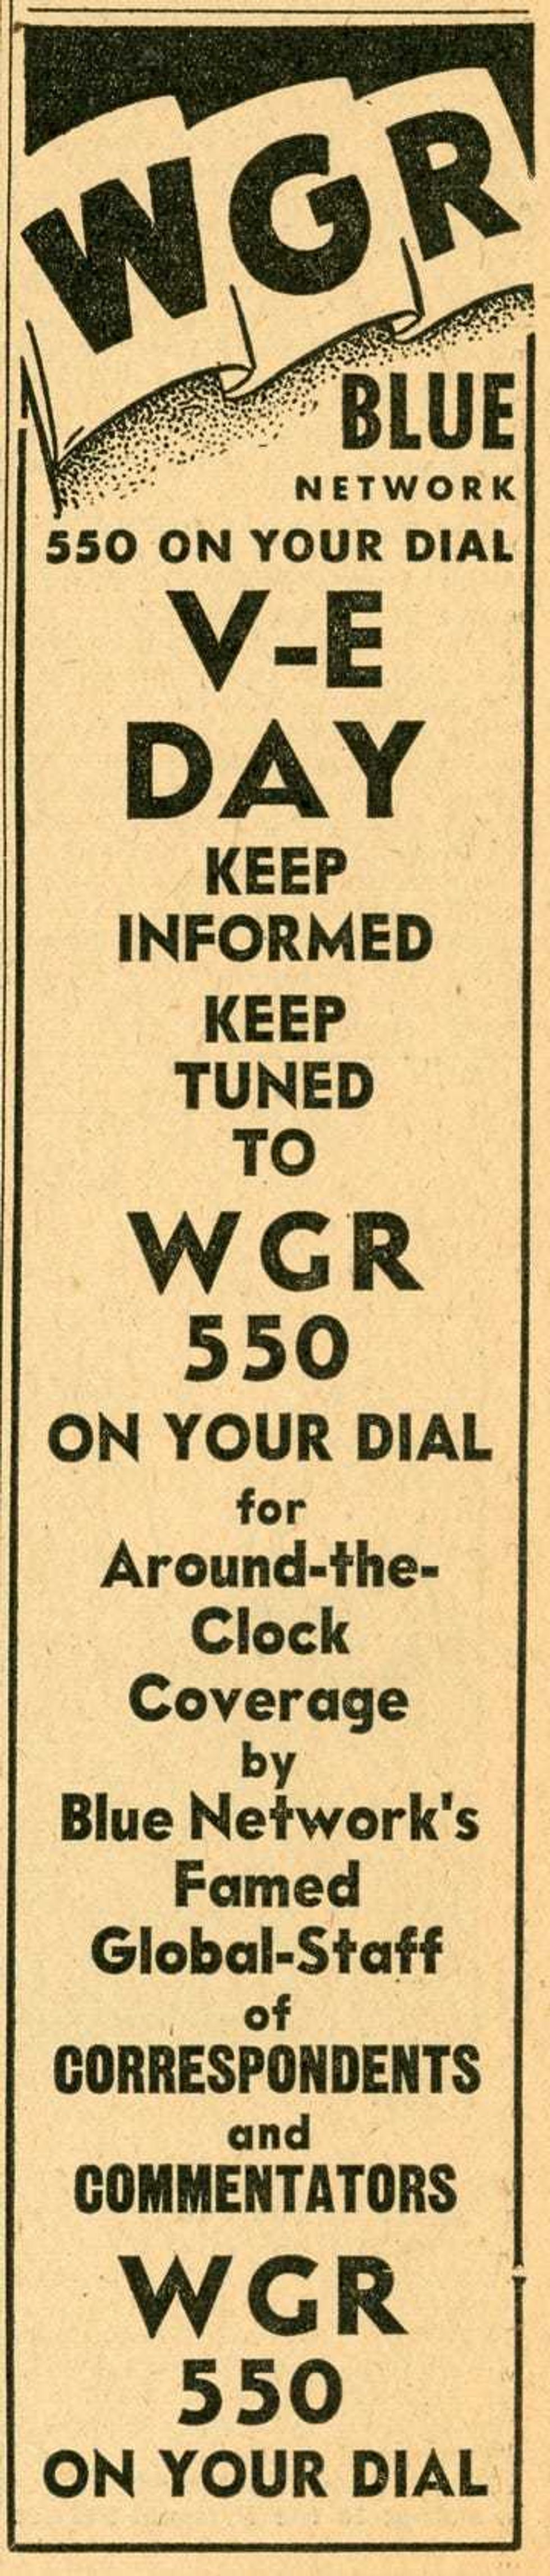 WGR
BLUE
NETWORK
550 ON YOUR DIAL
V-E
DAY
KEEP
INFORMED
KEEP
TUNED
TO
WGR
550
ON YOUR DIAL
for
Around-the-
Clock
Coverage
by
Blue Network's
Famed
Global-Staff
of
CORRESPONDENTS
and
COMMENTATORS
WGR
550
ON YOUR DIAL